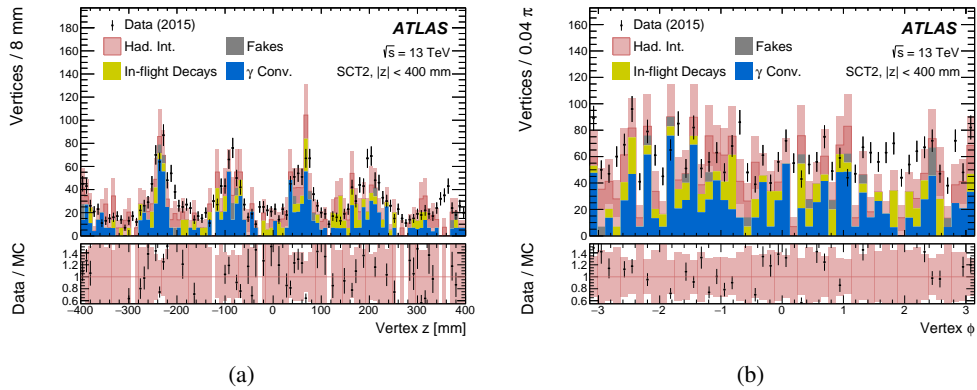 Vertices / 8 mm
180
160
140
120
100
80
60
40
20
0
Data (2015)
Had. Int.
Fakes
In-flight Decays
γ Conv.
ATLAS
√s = 13 TeV
SCT2, |z| < 400 mm
Data / MC
1.4
1.2
1
0.8
0.6
−400 −300 −200 −100 0 100 200 300 400
Vertex z [mm]
(a)
Vertices / 0.04 π
160
140
120
100
80
60
40
20
0
Data (2015)
Had. Int.
Fakes
In-flight Decays
γ Conv.
ATLAS
√s = 13 TeV
SCT2, |z| < 400 mm
Data / MC
1.4
1.2
1
0.8
0.6
−3 −2 −1 0 1 2 3
Vertex ϕ
(b)